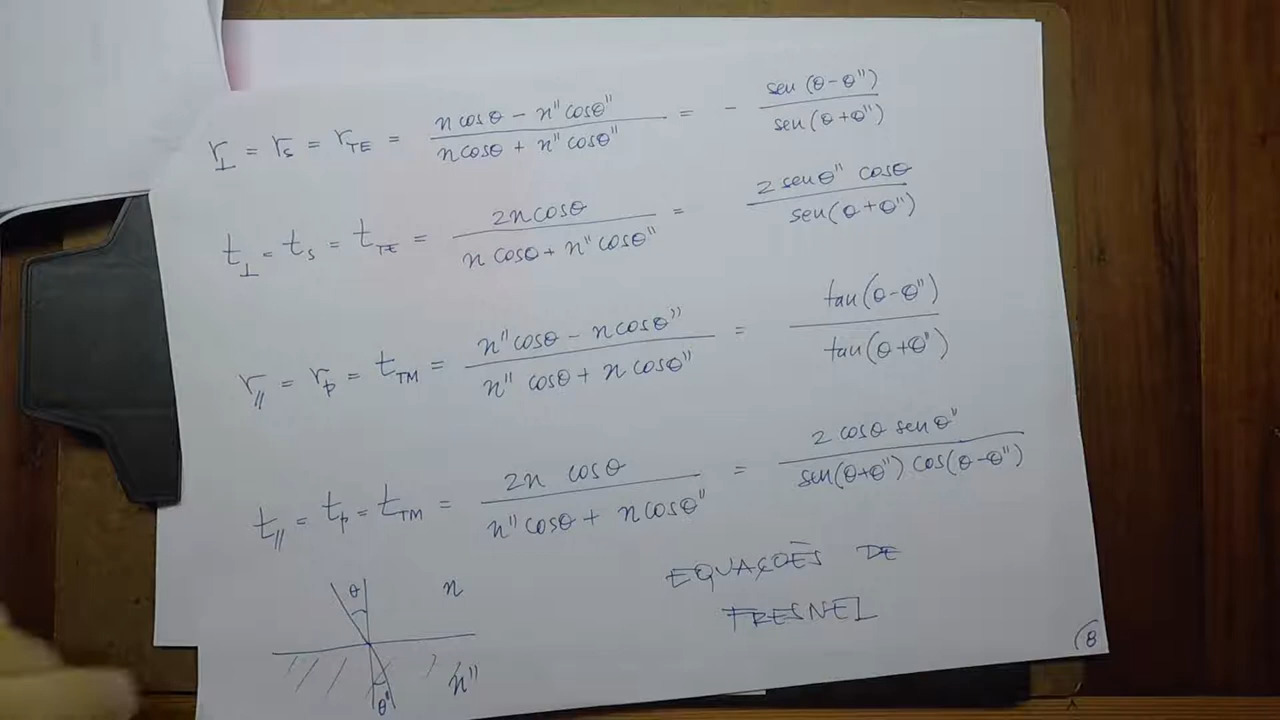 r⊥ = rs = rTE = (n cosθ − n'' cosθ'') / (n cosθ + n'' cosθ'') = − sen(θ−θ'') / sen(θ+θ'')
t⊥ = ts = tTE = 2n cosθ / (n cosθ + n'' cosθ'') = 2 senθ'' cosθ / sen(θ+θ'')
r// = rp = tTM = (n'' cosθ − n cosθ'') / (n'' cosθ + n cosθ'') = tan(θ−θ'') / tan(θ+θ'')
t// = tp = tTM = 2n cosθ / (n'' cosθ + n cosθ'') = 2 cosθ senθ'' / sen(θ+θ'') cos(θ−θ'')
θ n
EQUAÇÕES DE
FRESNEL
θ'' n''
8